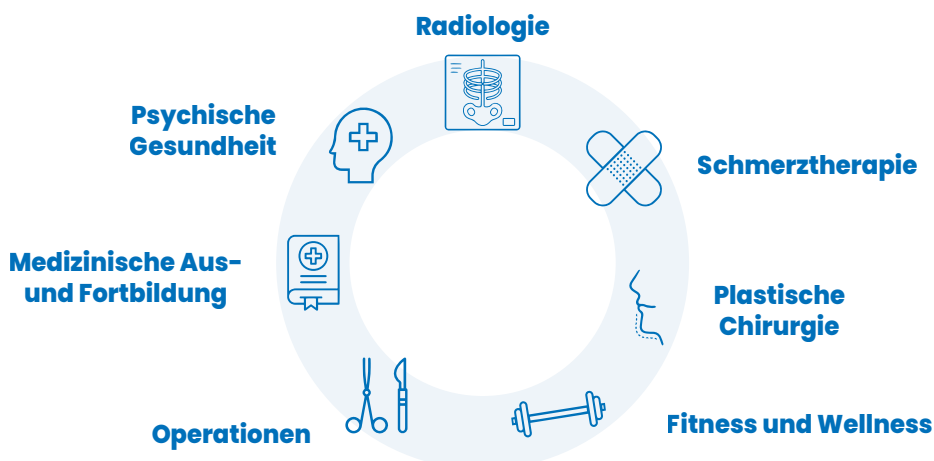 Radiologie
Psychische
Gesundheit
Schmerztherapie
Medizinische Aus-
und Fortbildung
Plastische
Chirurgie
Operationen
Fitness und Wellness